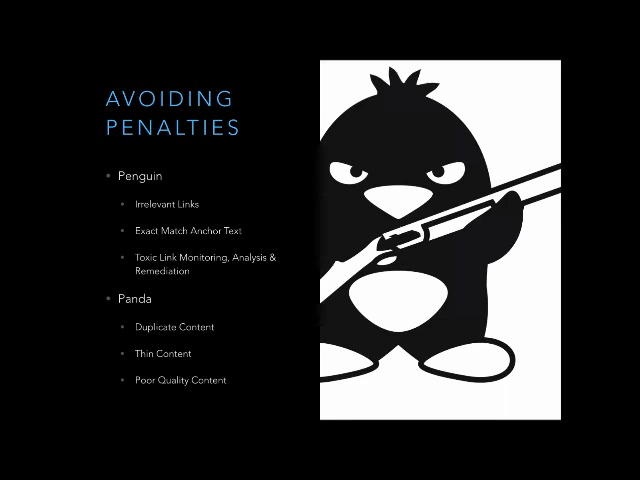 AVOIDING
PENALTIES
• Penguin
• Irrelevant Links
• Exact Match Anchor Text
• Toxic Link Monitoring, Analysis &
Remediation
• Panda
• Duplicate Content
• Thin Content
• Poor Quality Content